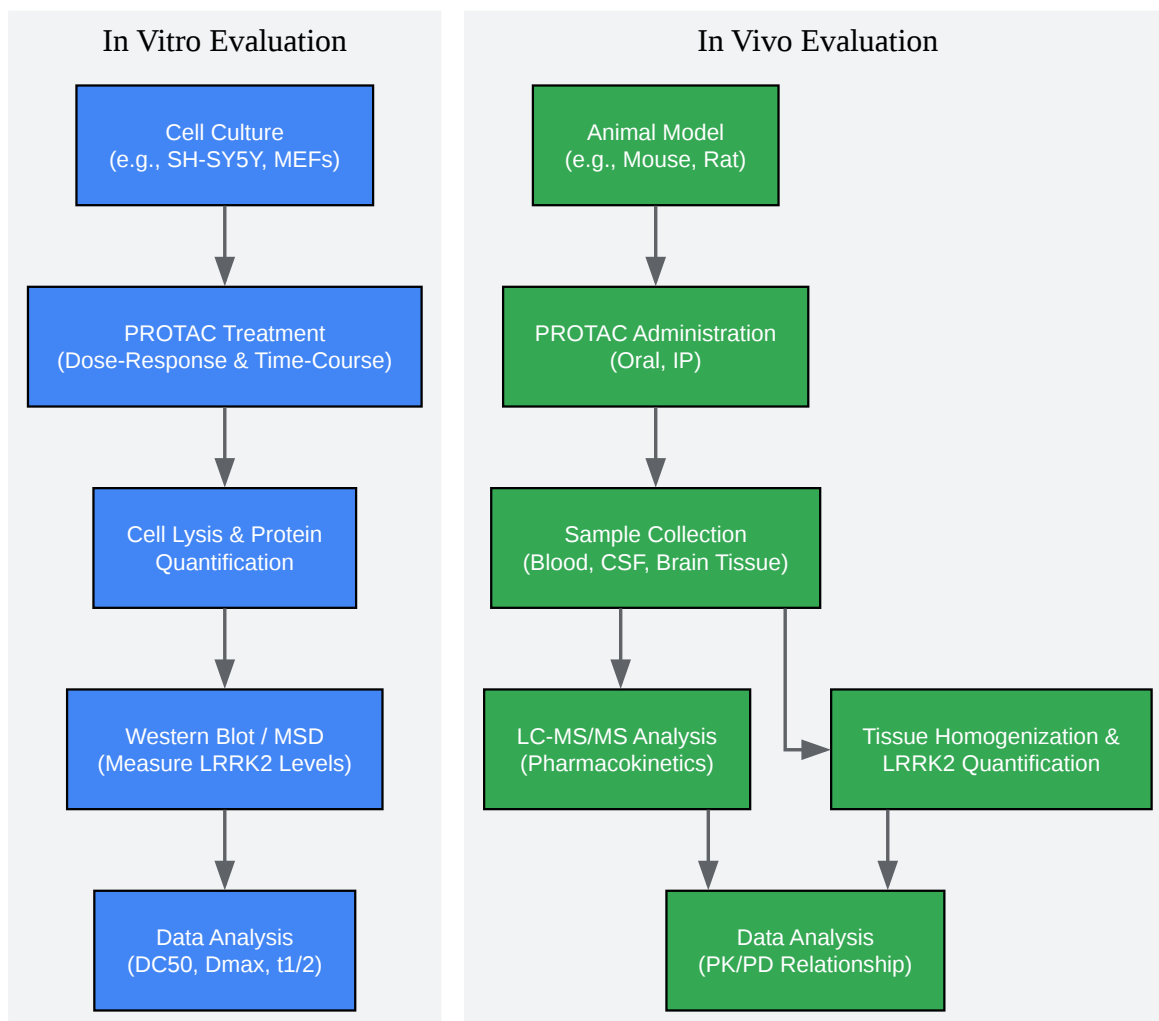 In Vitro Evaluation
Cell Culture
(e.g., SH-SY5Y, MEFs)
PROTAC Treatment
(Dose-Response & Time-Course)
Cell Lysis & Protein
Quantification
Western Blot / MSD
(Measure LRRK2 Levels)
Data Analysis
(DC50, Dmax, t1/2)
In Vivo Evaluation
Animal Model
(e.g., Mouse, Rat)
PROTAC Administration
(Oral, IP)
Sample Collection
(Blood, CSF, Brain Tissue)
LC-MS/MS Analysis
(Pharmacokinetics)
Tissue Homogenization &
LRRK2 Quantification
Data Analysis
(PK/PD Relationship)